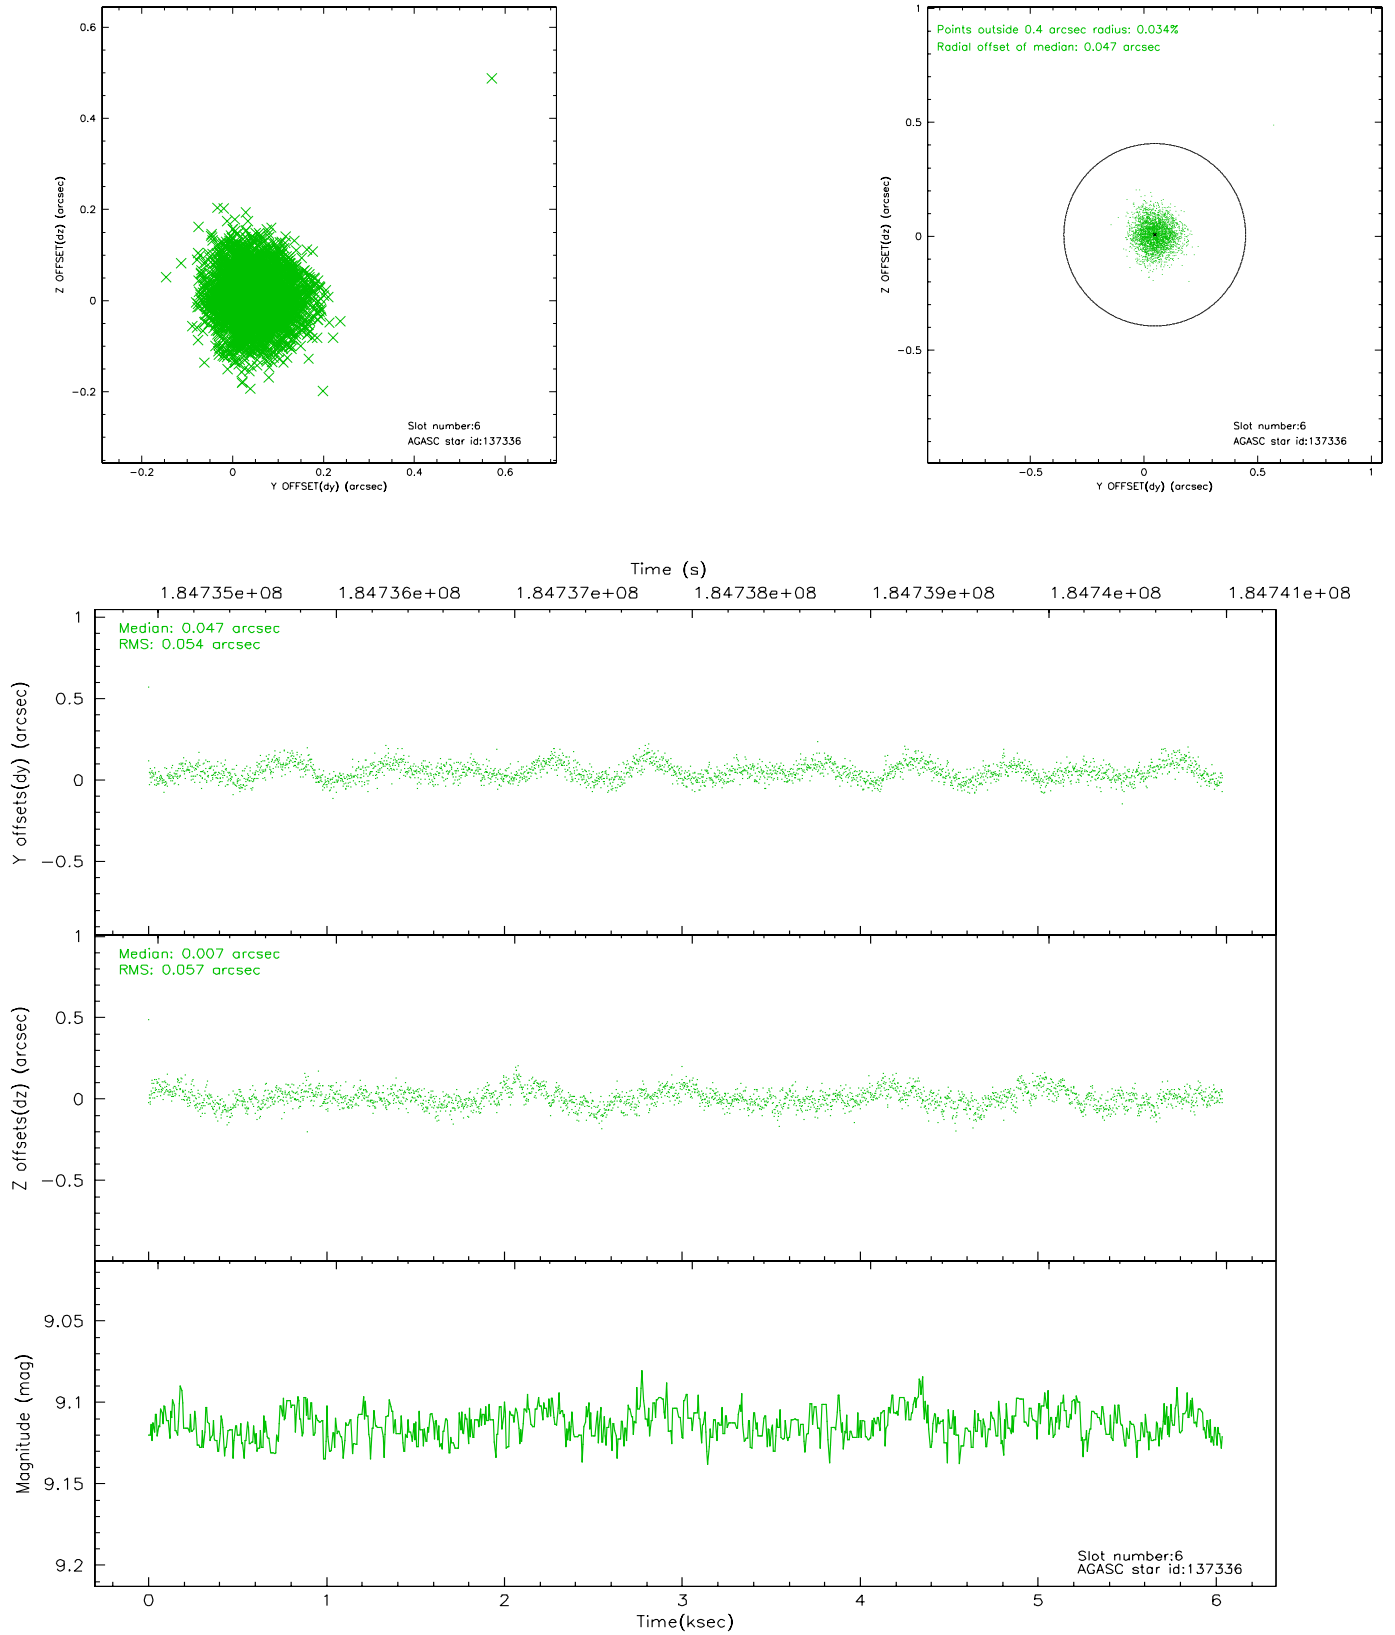 0.6
0.4
0.2
0
−0.2
Z OFFSET(dz) (arcsec)
Slot number:6
AGASC star id:137336
−0.2 0 0.2 0.4 0.6
Y OFFSET(dy) (arcsec)
Points outside 0.4 arcsec radius: 0.034%
Radial offset of median: 0.047 arcsec
1
0.5
0
−0.5
Z OFFSET(dz) (arcsec)
Slot number:6
AGASC star id:137336
−0.5 0 0.5 1
Y OFFSET(dy) (arcsec)
Time (s)
1.84735e+08 1.84736e+08 1.84737e+08 1.84738e+08 1.84739e+08 1.8474e+08 1.84741e+08
Median: 0.047 arcsec
RMS: 0.054 arcsec
1
0.5
0
−0.5
Y offsets(dy) (arcsec)
Median: 0.007 arcsec
RMS: 0.057 arcsec
1
0.5
0
−0.5
Z offsets(dz) (arcsec)
9.05
9.1
9.15
9.2
Magnitude (mag)
Slot number:6
AGASC star id:137336
0 1 2 3 4 5 6
Time(ksec)